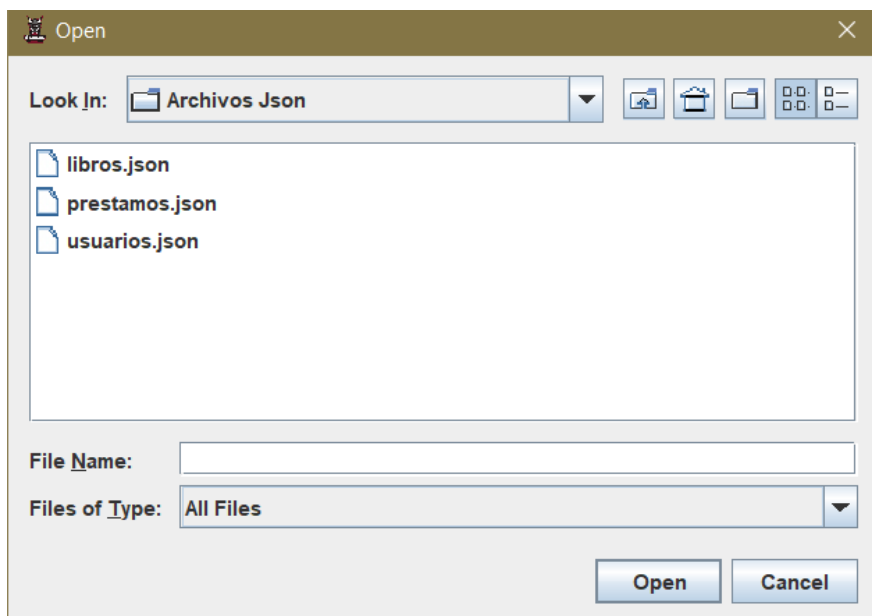 Open
Look In: Archivos Json
libros.json
prestamos.json
usuarios.json
File Name:
Files of Type: All Files
Open Cancel